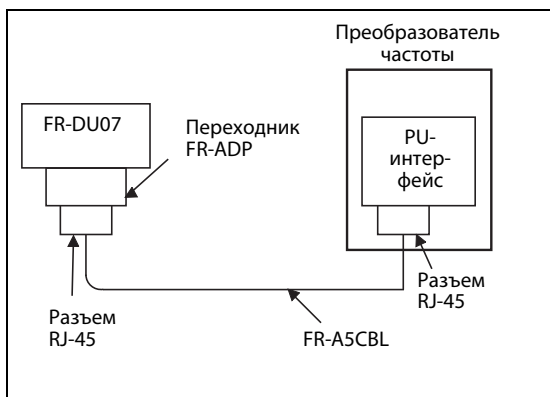 Преобразователь
частоты
FR-DU07
Переходник
FR-ADP
PU-
интер-
фейс
Разъем
RJ-45
Разъем
RJ-45
FR-A5CBL